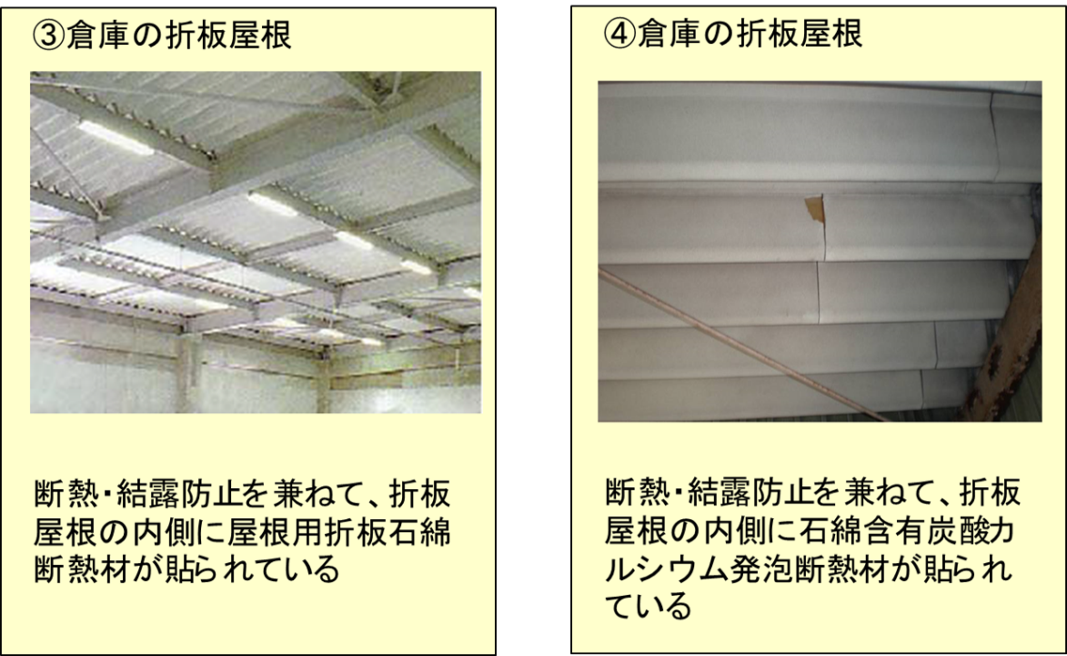 ③倉庫の折板屋根
断熱・結露防止を兼ねて、折板
屋根の内側に屋根用折板石綿
断熱材が貼られている
④倉庫の折板屋根
断熱・結露防止を兼ねて、折板
屋根の内側に石綿含有炭酸カ
ルシウム発泡断熱材が貼られ
ている